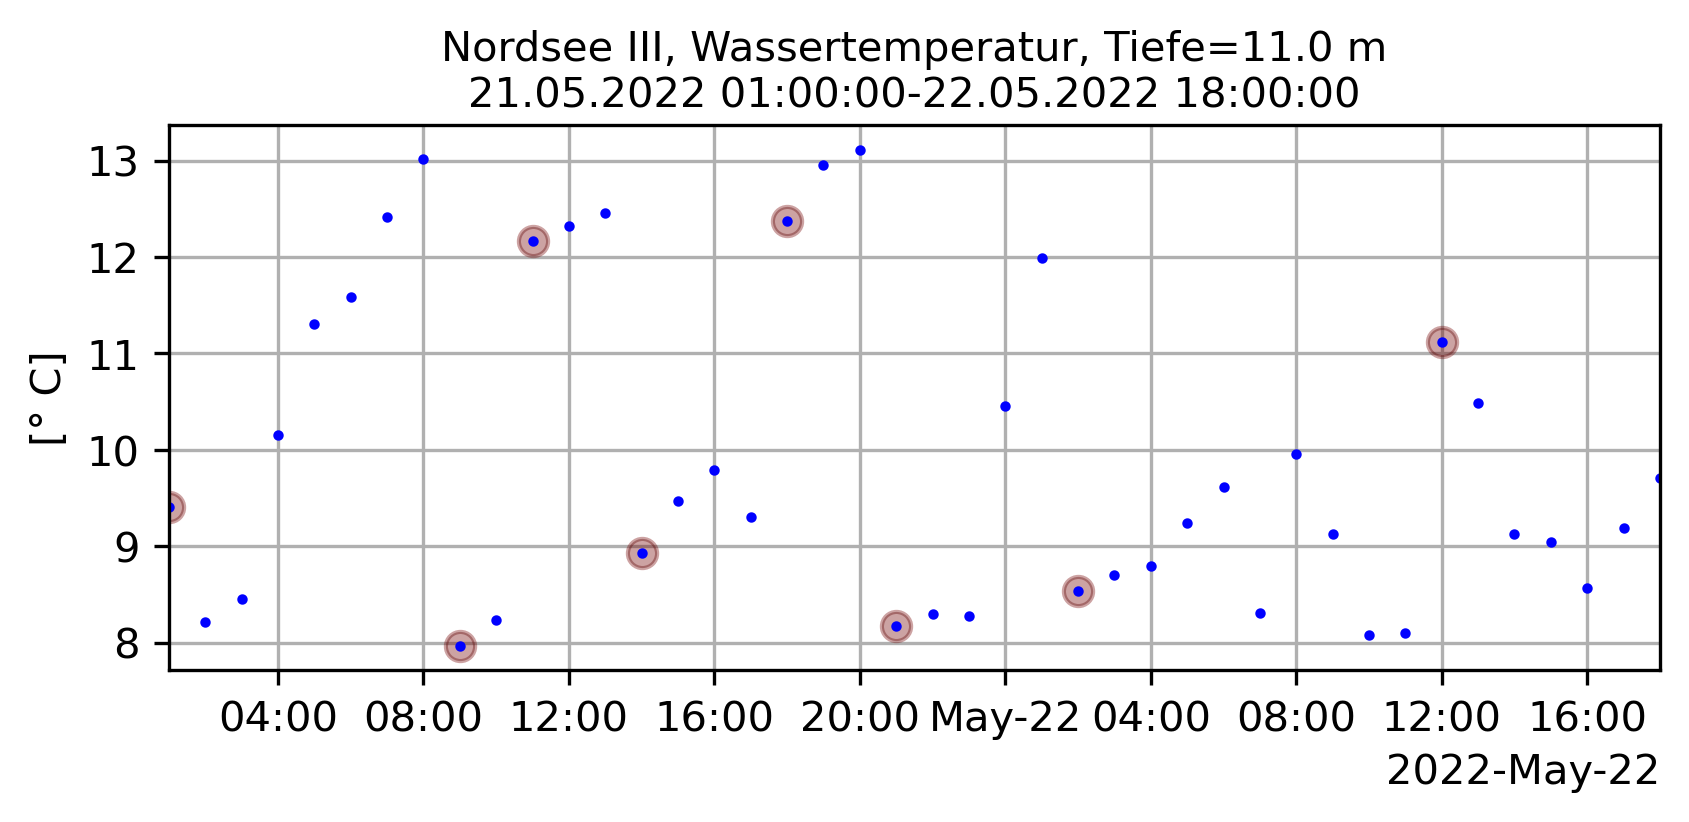 Nordsee III, Wassertemperatur, Tiefe=11.0 m
21.05.2022 01:00:00-22.05.2022 18:00:00
13
12
11
10
9
8
[° C]
04:00 08:00 12:00 16:00 20:00 May-22 04:00 08:00 12:00 16:00
2022-May-22